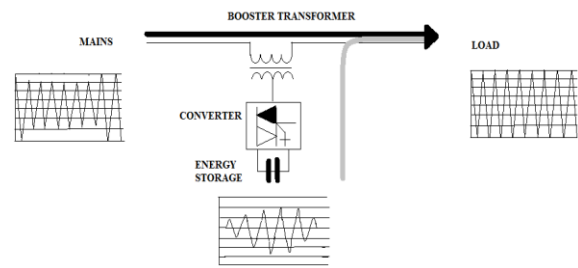 BOOSTER TRANSFORMER
MAINS
LOAD
CONVERTER
ENERGY
STORAGE